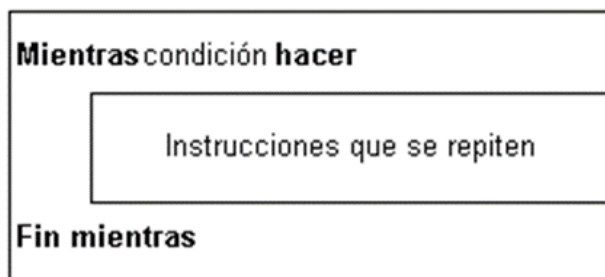 Mientras condición hacer
Instrucciones que se repiten
Fin mientras